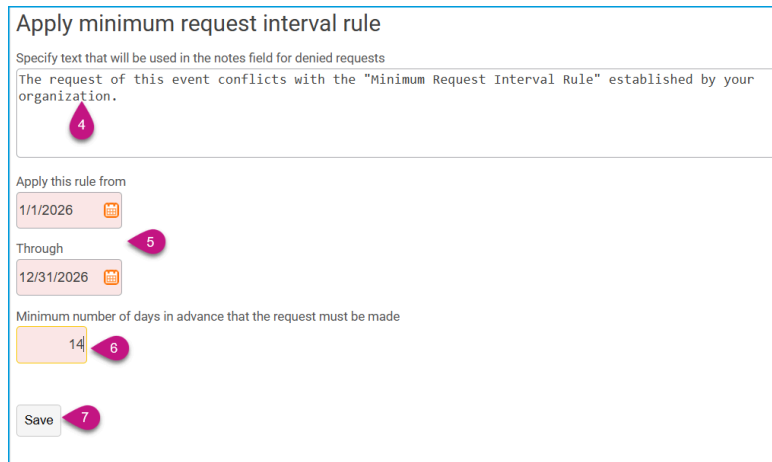 Apply minimum request interval rule
Specify text that will be used in the notes field for denied requests
The request of this event conflicts with the "Minimum Request Interval Rule" established by your
organization.
4
Apply this rule from
1/1/2026
5
Through
12/31/2026
Minimum number of days in advance that the request must be made
14 6
Save 7